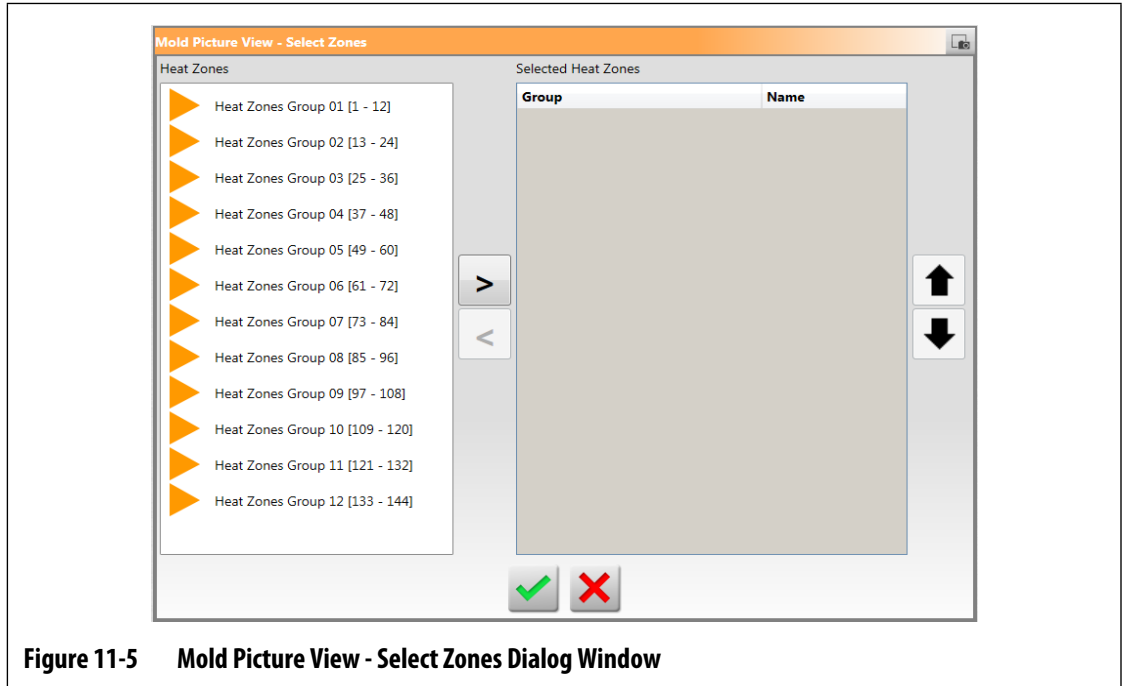 Mold Picture View - Select Zones
Heat Zones
Selected Heat Zones
Heat Zones Group 01 [1 - 12]
Heat Zones Group 02 [13 - 24]
Heat Zones Group 03 [25 - 36]
Heat Zones Group 04 [37 - 48]
Heat Zones Group 05 [49 - 60]
Heat Zones Group 06 [61 - 72]
Heat Zones Group 07 [73 - 84]
Heat Zones Group 08 [85 - 96]
Heat Zones Group 09 [97 - 108]
Heat Zones Group 10 [109 - 120]
Heat Zones Group 11 [121 - 132]
Heat Zones Group 12 [133 - 144]
>
<
Group Name
Figure 11-5 Mold Picture View - Select Zones Dialog Window